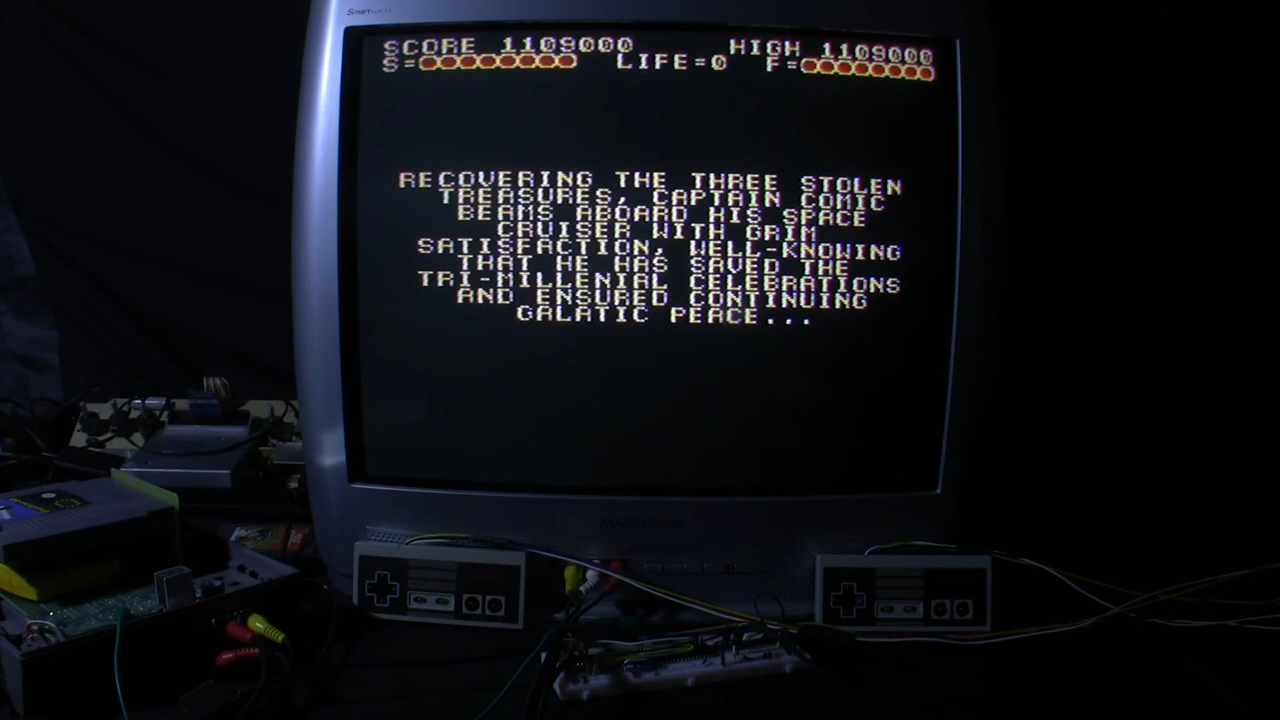 SCORE 1109000 HIGH 1109000
S= LIFE=0 F=
RECOVERING THE THREE STOLEN
TREASURES, CAPTAIN COMIC
BEAMS ABOARD HIS SPACE
CRUISER WITH GRIM
SATISFACTION, WELL-KNOWING
THAT HE HAS SAVED THE
TRI-MILLENIAL CELEBRATIONS
AND ENSURED CONTINUING
GALATIC PEACE...
MAGNAVOX